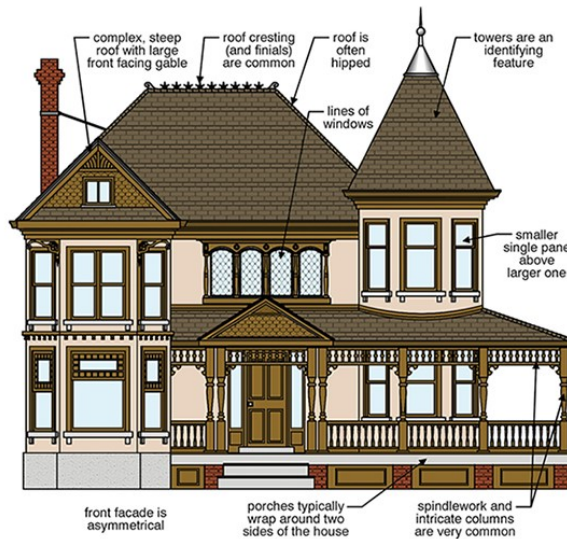 complex, steep
roof with large
front facing gable
roof cresting
(and finials)
are common
roof is
often
hipped
towers are an
identifying
feature
lines of
windows
smaller
single pane
above
larger one
front facade is
asymmetrical
porches typically
wrap around two
sides of the house
spindlework and
intricate columns
are very common